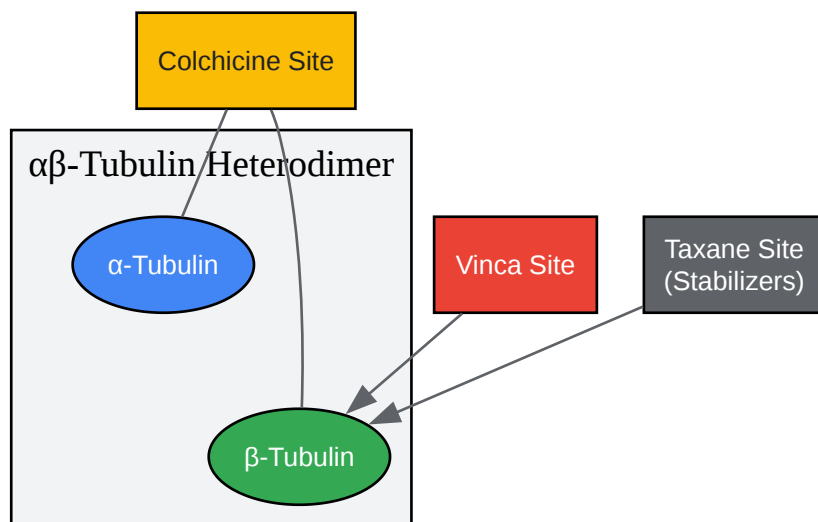 Colchicine Site
αβ-Tubulin Heterodimer
α-Tubulin
Vinca Site
Taxane Site
(Stabilizers)
β-Tubulin